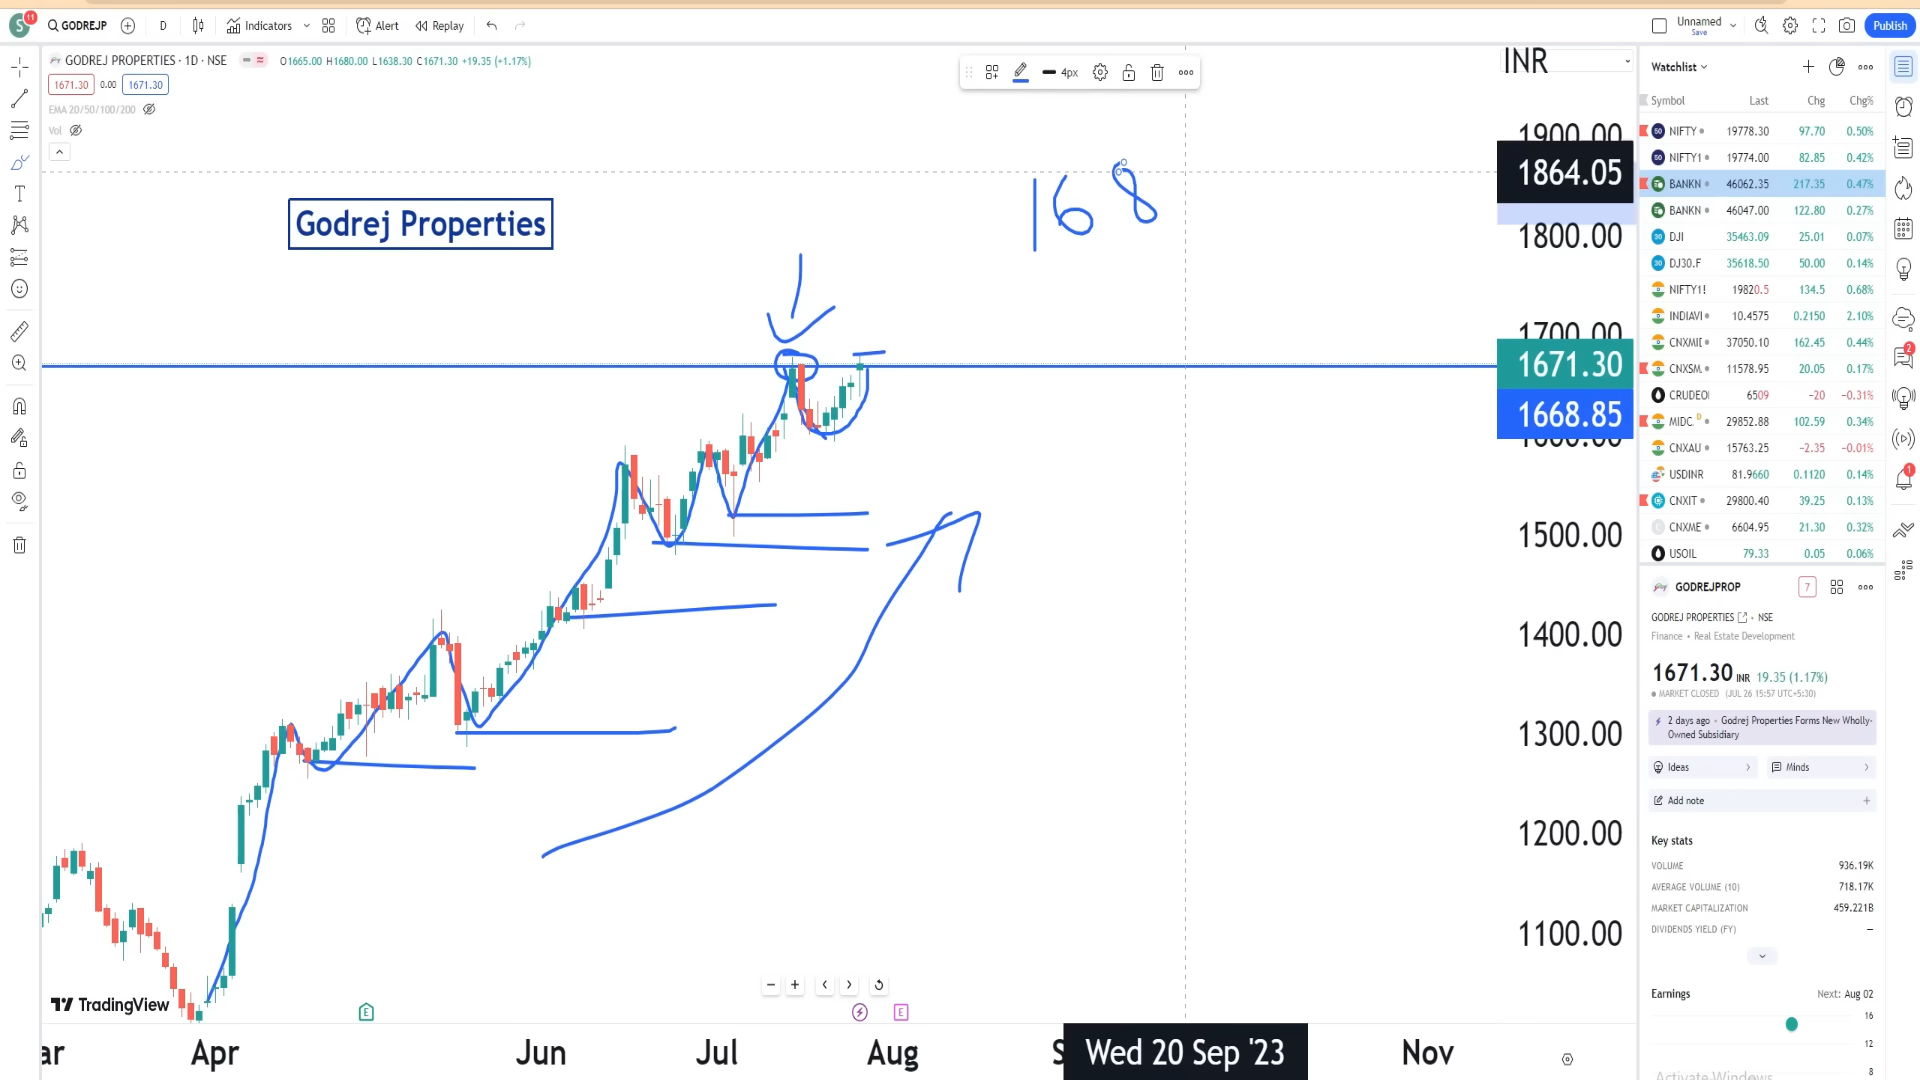 S 11 GODREJP D Indicators Alert Replay Unnamed Save Publish
GODREJ PROPERTIES · 1D · NSE O1665.00 H1680.00 L1638.30 C1671.30 +19.35 (+1.17%)
1671.30 0.00 1671.30
EMA 20/50/100/200
Vol
4px
INR
Godrej Properties
168
1900.00
1864.05
1800.00
1700.00
1671.30
1668.85
1500.00
1400.00
1300.00
1200.00
1100.00
TradingView
E E
Apr Jun Jul Aug Wed 20 Sep '23 Nov
Watchlist
Symbol Last Chg Chg%
50 NIFTY 19778.30 97.70 0.50%
50 NIFTY1 19774.00 82.85 0.42%
BANKN 46062.35 217.35 0.47%
BANKN 46047.00 122.80 0.27%
30 DJI 35463.09 25.01 0.07%
30 DJ30.F 35618.50 50.00 0.14%
NIFTY1! 19820.5 134.5 0.68%
INDIAVI 10.4575 0.2150 2.10%
CNXMID 37050.10 162.45 0.44%
CNXSM. 11578.95 20.05 0.17%
CRUDEOI 6509 −20 −0.31%
MIDC. D 29852.88 102.59 0.34%
CNXAU 15763.25 −2.35 −0.01%
USDINR 81.9660 0.1120 0.14%
CNXIT 29800.40 39.25 0.13%
CNXME 6604.95 21.30 0.32%
USOIL 79.33 0.05 0.06%
GODREJPROP 7
GODREJ PROPERTIES · NSE
Finance · Real Estate Development
1671.30 INR 19.35 (1.17%)
MARKET CLOSED (JUL 26 15:57 UTC+5:30)
2 days ago · Godrej Properties Forms New Wholly-
Owned Subsidiary
Ideas Minds
Add note
Key stats
VOLUME 936.19K
AVERAGE VOLUME (10) 718.17K
MARKET CAPITALIZATION 459.221B
DIVIDENDS YIELD (FY) —
Earnings Next: Aug 02
16
12
8
2
1